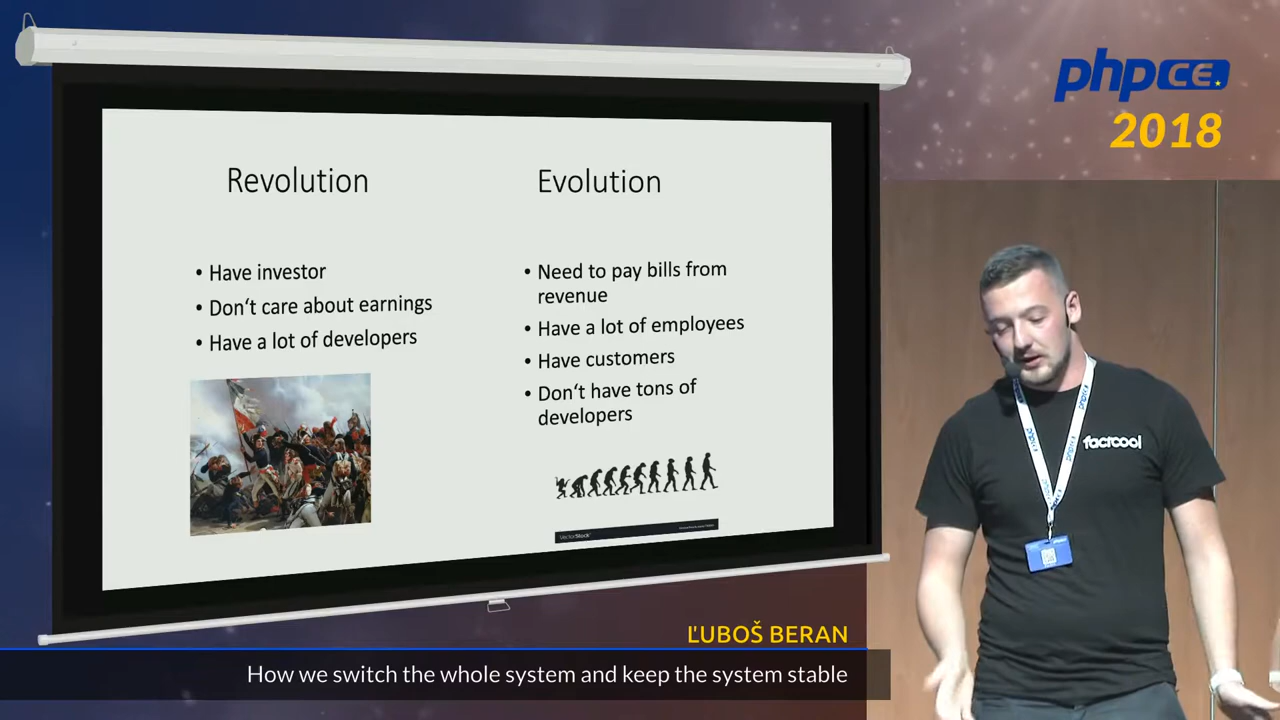 phpce.
2018
Revolution
Evolution
• Have investor
• Don‘t care about earnings
• Have a lot of developers
• Need to pay bills from
revenue
• Have a lot of employees
• Have customers
• Don‘t have tons of
developers
VectorStock
factcool
ĽUBOŠ BERAN
How we switch the whole system and keep the system stable